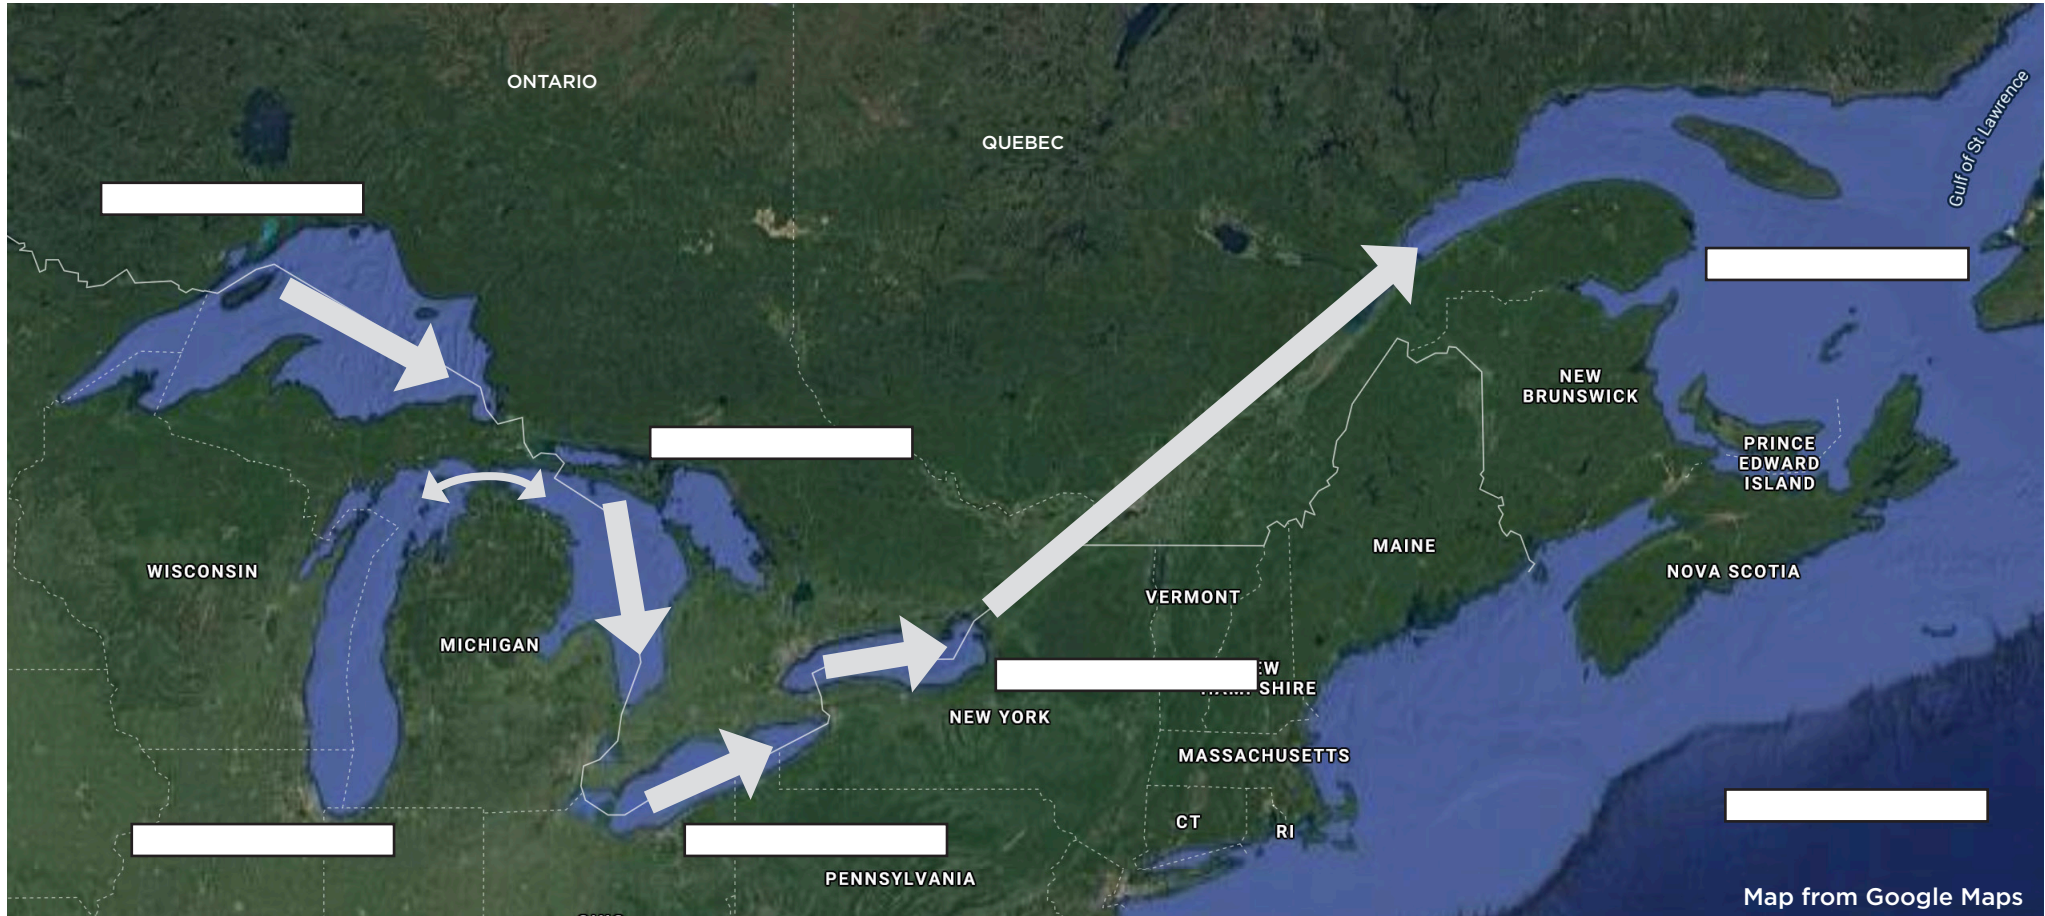 ONTARIO
QUEBEC
Gulf of St Lawrence
NEW
BRUNSWICK
PRINCE
EDWARD
ISLAND
MAINE
NOVA SCOTIA
WISCONSIN
VERMONT
MICHIGAN
EW
SHIRE
NEW YORK
MASSACHUSETTS
CT
RI
PENNSYLVANIA
Map from Google Maps